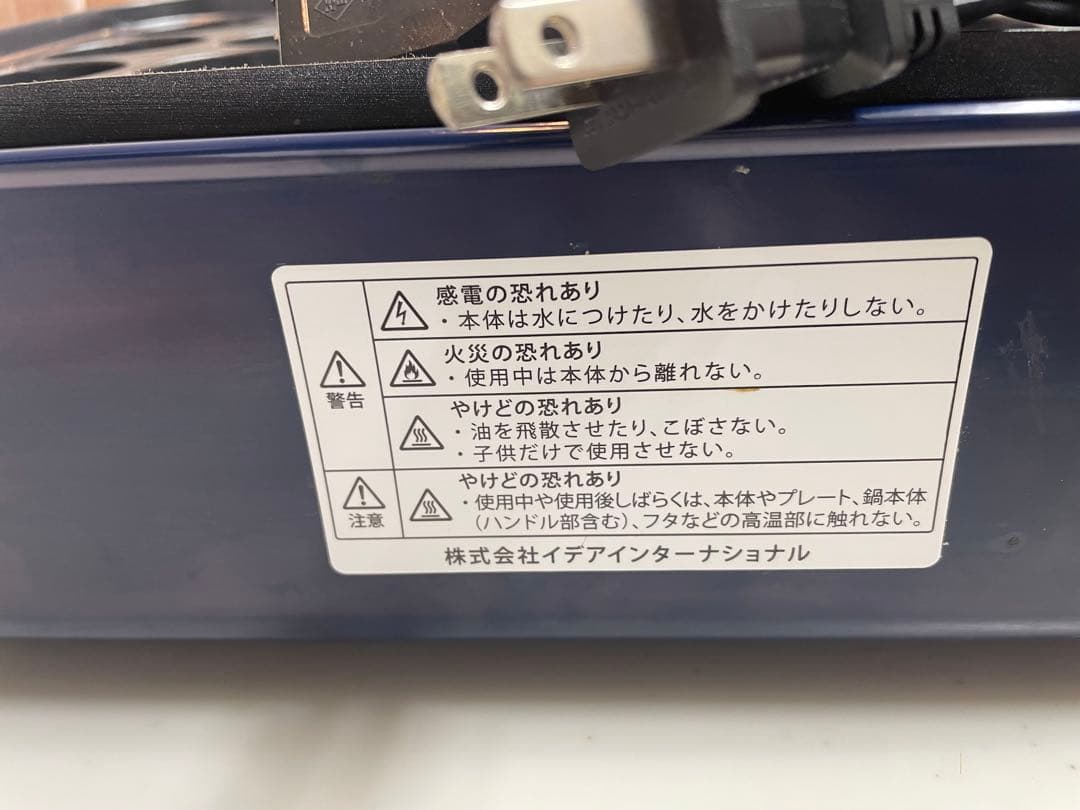 警告
感電の恐れあり
・本体は水につけたり、水をかけたりしない。
火災の恐れあり
・使用中は本体から離れない。
やけどの恐れあり
・油を飛散させたり、こぼさない。
・子供だけで使用させない。
注意
やけどの恐れあり
・使用中や使用後しばらくは、本体やプレート、鍋本体
（ハンドル部含む）、フタなどの高温部に触れない。
株式会社イデアインターナショナル